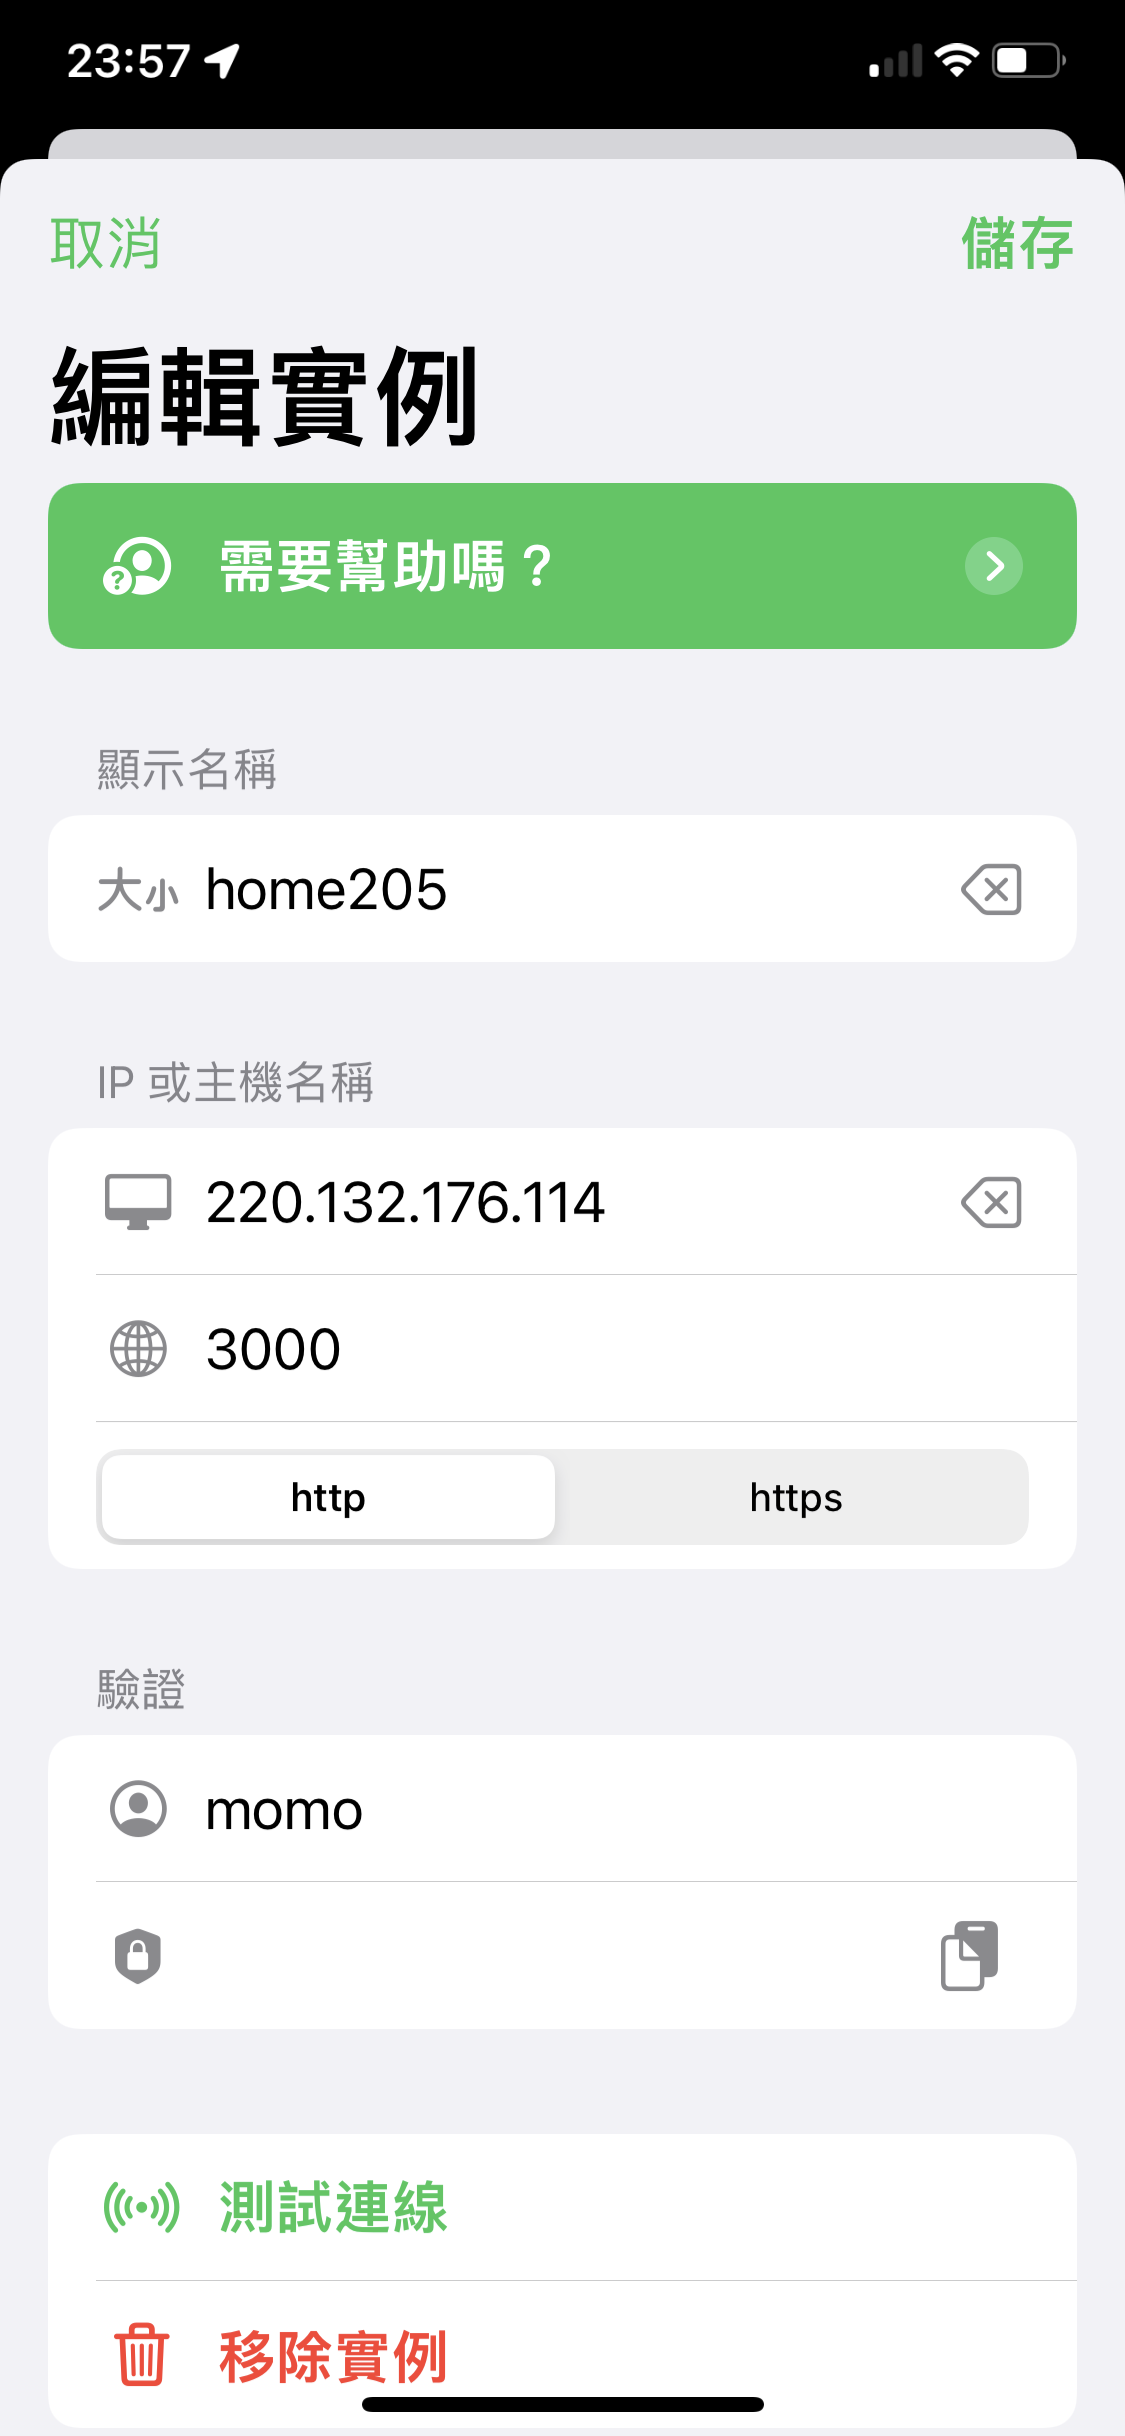 23:57
取消
儲存
編輯實例
需要幫助嗎？
顯示名稱
大小 home205
IP 或主機名稱
220.132.176.114
3000
http
https
驗證
momo
測試連線
移除實例